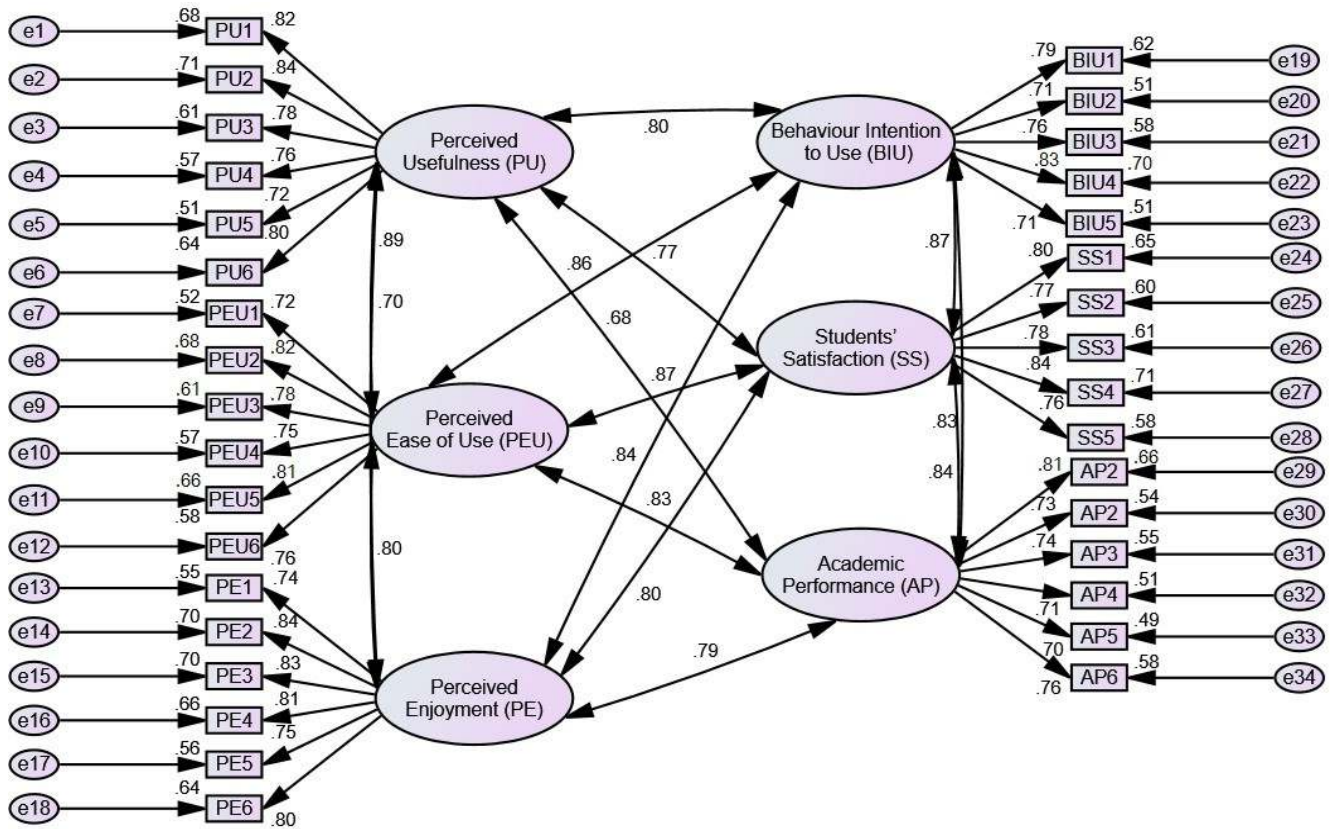 e1 .68 PU1 .82
e2 .71 PU2 .84
e3 .61 PU3 .78
e4 .57 PU4 .76
e5 .51 PU5 .72
e6 .64 PU6 .80
e7 .52 PEU1 .72
e8 .68 PEU2 .82
e9 .61 PEU3 .78
e10 .57 PEU4 .75
e11 .66 PEU5 .81
e12 .58 PEU6 .76
e13 .55 PE1 .74
e14 .70 PE2 .84
e15 .70 PE3 .83
e16 .66 PE4 .81
e17 .56 PE5 .75
e18 .64 PE6 .80
Perceived
Usefulness (PU)
Perceived
Ease of Use (PEU)
Perceived
Enjoyment (PE)
.89
.70
.80
.80
.86
.77
.68
.87
.84
.83
.80
.79
Behaviour Intention
to Use (BIU)
Students'
Satisfaction (SS)
Academic
Performance (AP)
.87
.83
.84
.79 BIU1 .62 e19
.71 BIU2 .51 e20
.76 BIU3 .58 e21
.83 BIU4 .70 e22
.71 BIU5 .51 e23
.80 SS1 .65 e24
.77 SS2 .60 e25
.78 SS3 .61 e26
.84 SS4 .71 e27
.76 SS5 .58 e28
.81 AP2 .66 e29
.73 AP2 .54 e30
.74 AP3 .55 e31
.71 AP4 .51 e32
.70 AP5 .49 e33
.76 AP6 .58 e34